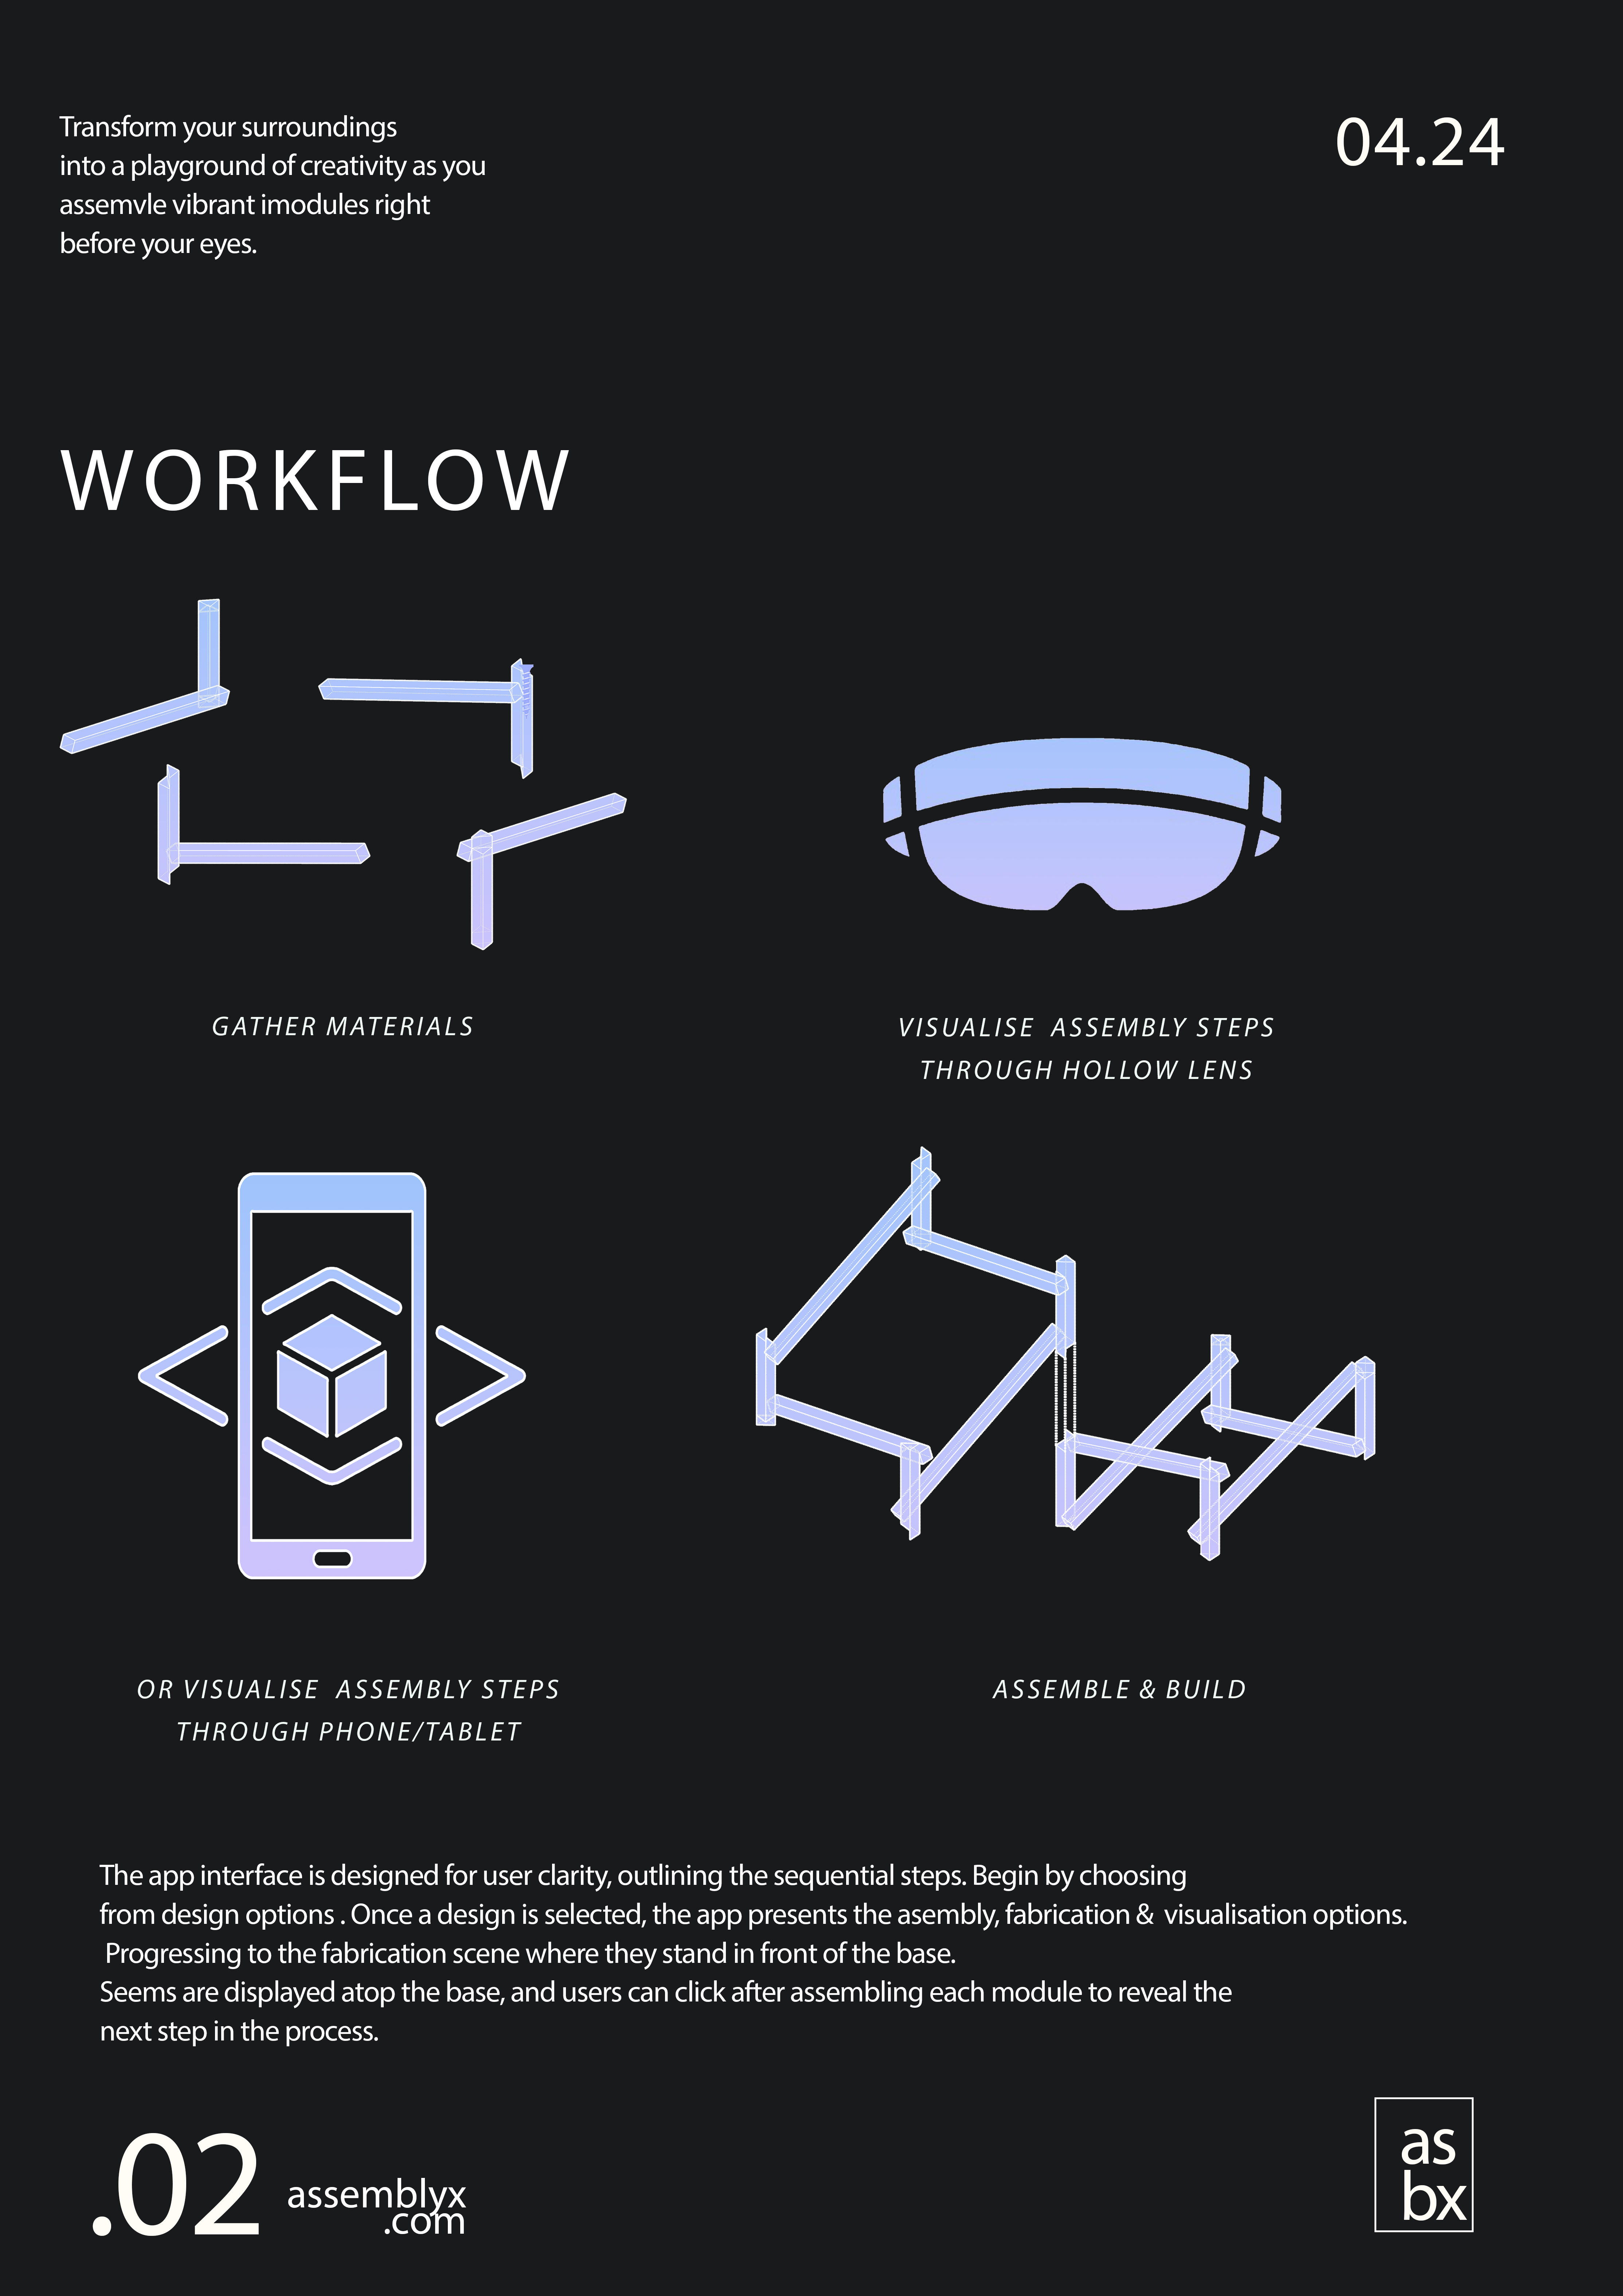 Transform your surroundings
into a playground of creativity as you
assemvle vibrant imodules right
before your eyes.
04.24
WORKFLOW
GATHER MATERIALS
VISUALISE ASSEMBLY STEPS
THROUGH HOLLOW LENS
OR VISUALISE ASSEMBLY STEPS
THROUGH PHONE/TABLET
ASSEMBLE & BUILD
The app interface is designed for user clarity, outlining the sequential steps. Begin by choosing
from design options . Once a design is selected, the app presents the asembly, fabrication & visualisation options.
Progressing to the fabrication scene where they stand in front of the base.
Seems are displayed atop the base, and users can click after assembling each module to reveal the
next step in the process.
.02
assemblyx
.com
as
bx